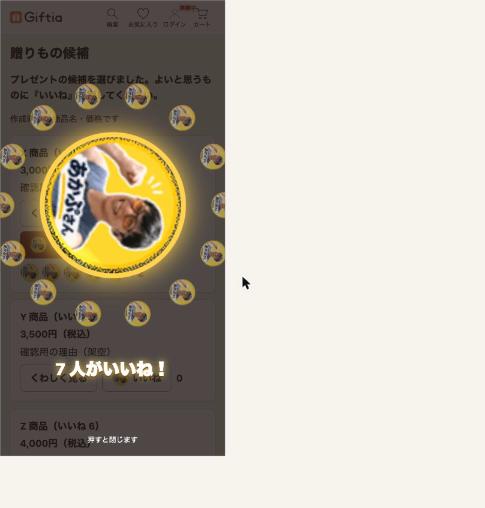 Giftia
検索
お気に入り
ログイン
カート
贈りもの候補
プレゼントの候補を選びました。よいと思うも
のに「いいね」してく
商品名・価格です
あかぷさん
Y 商品
3,500円（税込）
確認用の理由（架空）
7 人がいいね！
くわしく見る
いいね
0
Z 商品（いいね 6）
4,000円（税込）
押すと閉じます